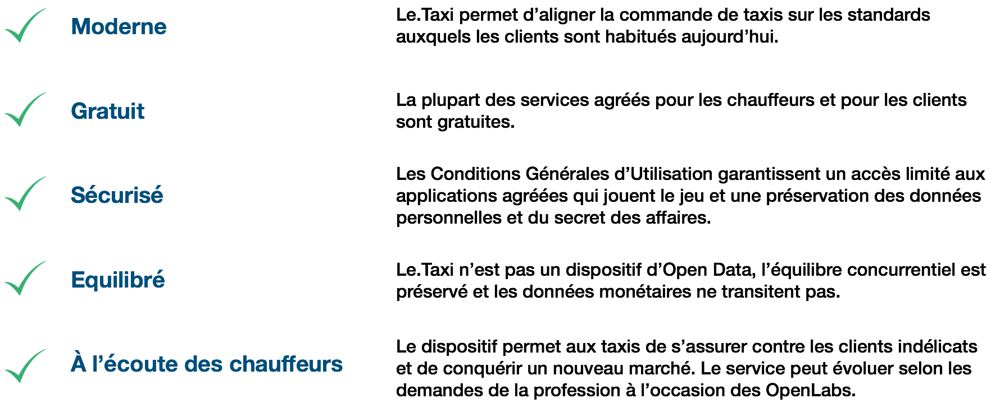 Moderne
Le.Taxi permet d’aligner la commande de taxis sur les standards
auxquels les clients sont habitués aujourd’hui.
Gratuit
La plupart des services agréés pour les chauffeurs et pour les clients
sont gratuites.
Sécurisé
Les Conditions Générales d’Utilisation garantissent un accès limité aux
applications agréées qui jouent le jeu et une préservation des données
personnelles et du secret des affaires.
Equilibré
Le.Taxi n’est pas un dispositif d’Open Data, l’équilibre concurrentiel est
préservé et les données monétaires ne transitent pas.
À l’écoute des chauffeurs
Le dispositif permet aux taxis de s’assurer contre les clients indélicats
et de conquérir un nouveau marché. Le service peut évoluer selon les
demandes de la profession à l’occasion des OpenLabs.